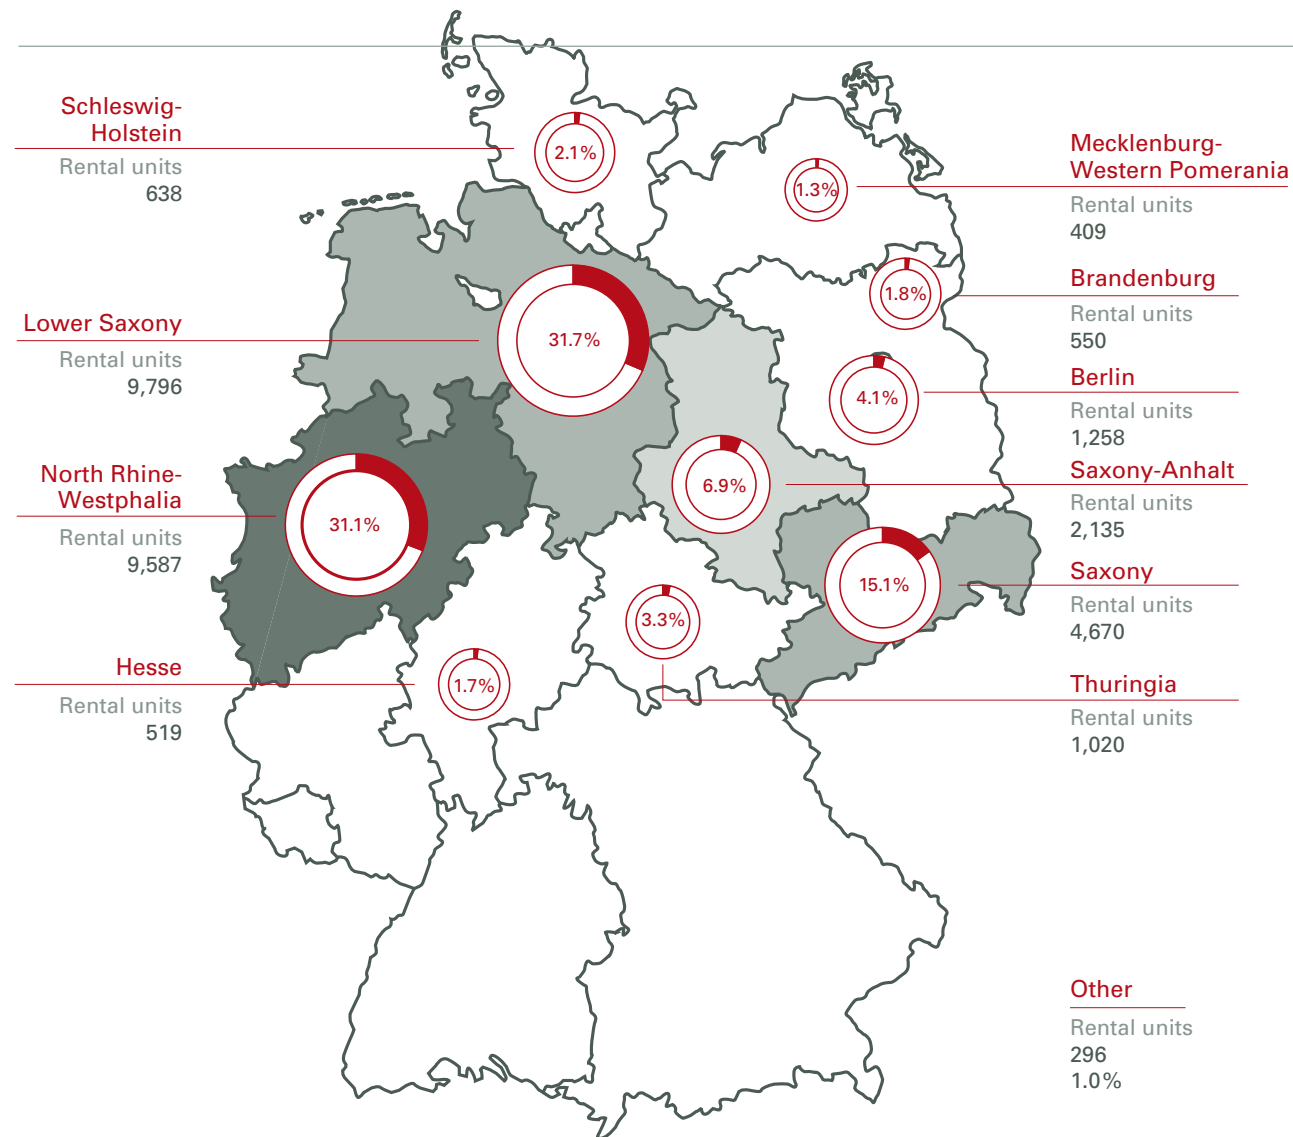 Schleswig-
Holstein
Rental units
638
2.1%
Lower Saxony
Rental units
9,796
31.7%
North Rhine-
Westphalia
Rental units
9,587
31.1%
Hesse
Rental units
519
1.7%
Mecklenburg-
Western Pomerania
Rental units
409
1.3%
Brandenburg
Rental units
550
1.8%
Berlin
Rental units
1,258
4.1%
Saxony-Anhalt
Rental units
2,135
6.9%
Saxony
Rental units
4,670
15.1%
Thuringia
Rental units
1,020
3.3%
Other
Rental units
296
1.0%